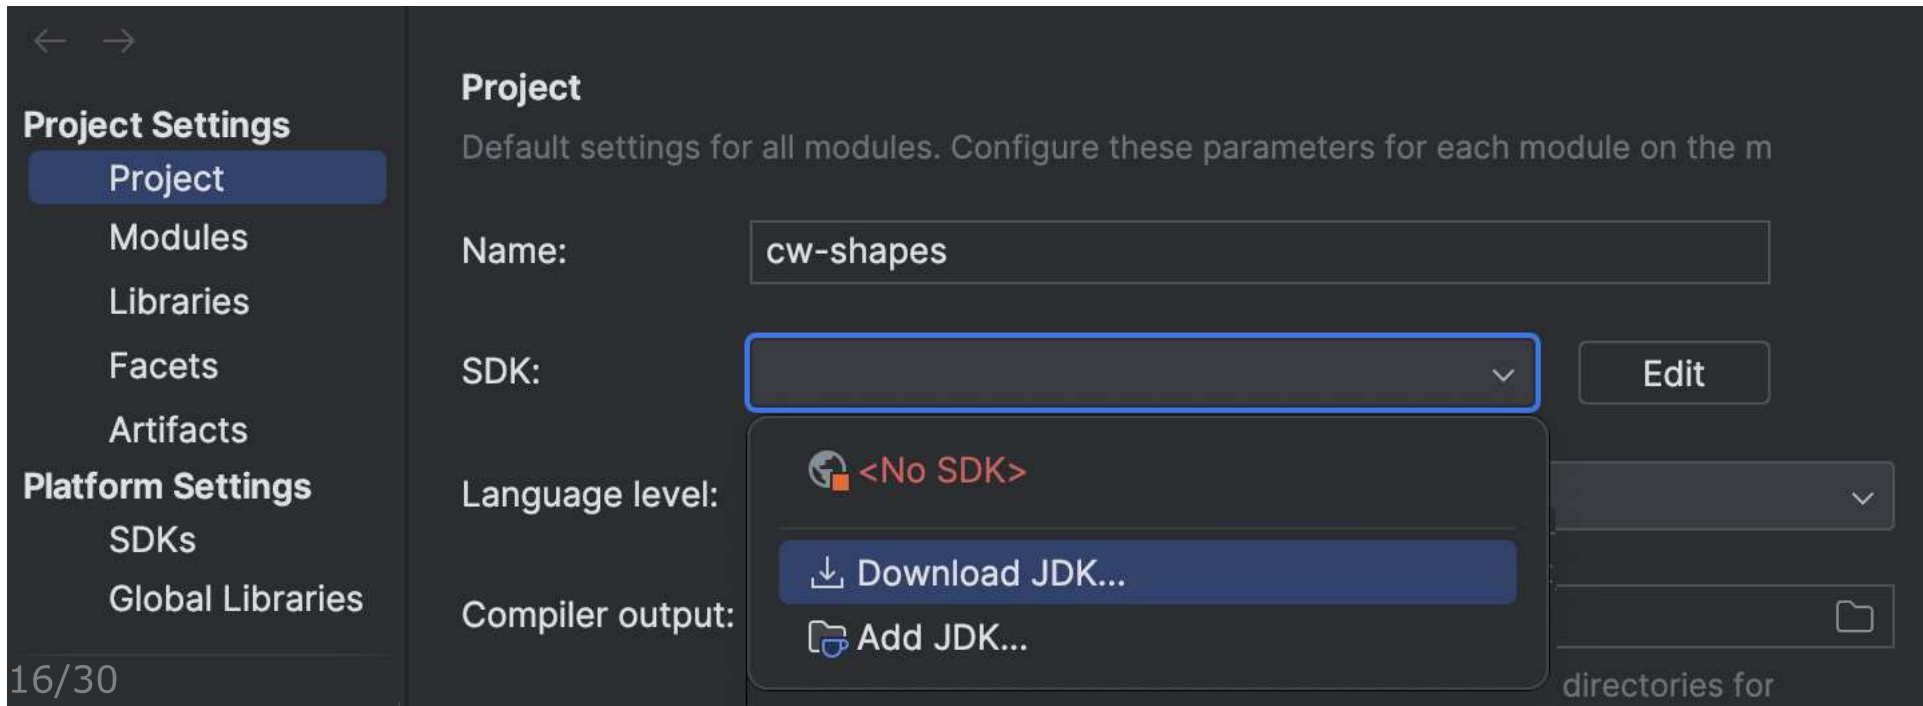 Project Settings
Project
Modules
Libraries
Facets
Artifacts
Platform Settings
SDKs
Global Libraries
16/30
Project
Default settings for all modules. Configure these parameters for each module on the m
Name: cw-shapes
SDK: Edit
<No SDK>
Language level:
Download JDK...
Compiler output:
Add JDK...
directories for